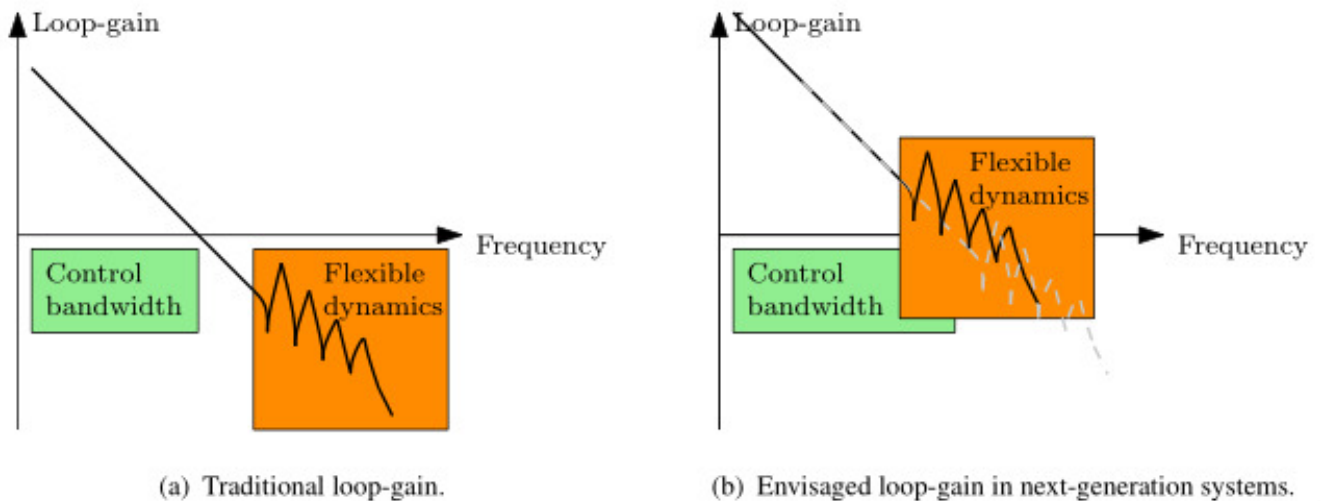 Loop-gain
Frequency
Control
bandwidth
Flexible
dynamics
(a) Traditional loop-gain.
Loop-gain
Flexible
dynamics
Frequency
Control
bandwidth
(b) Envisaged loop-gain in next-generation systems.